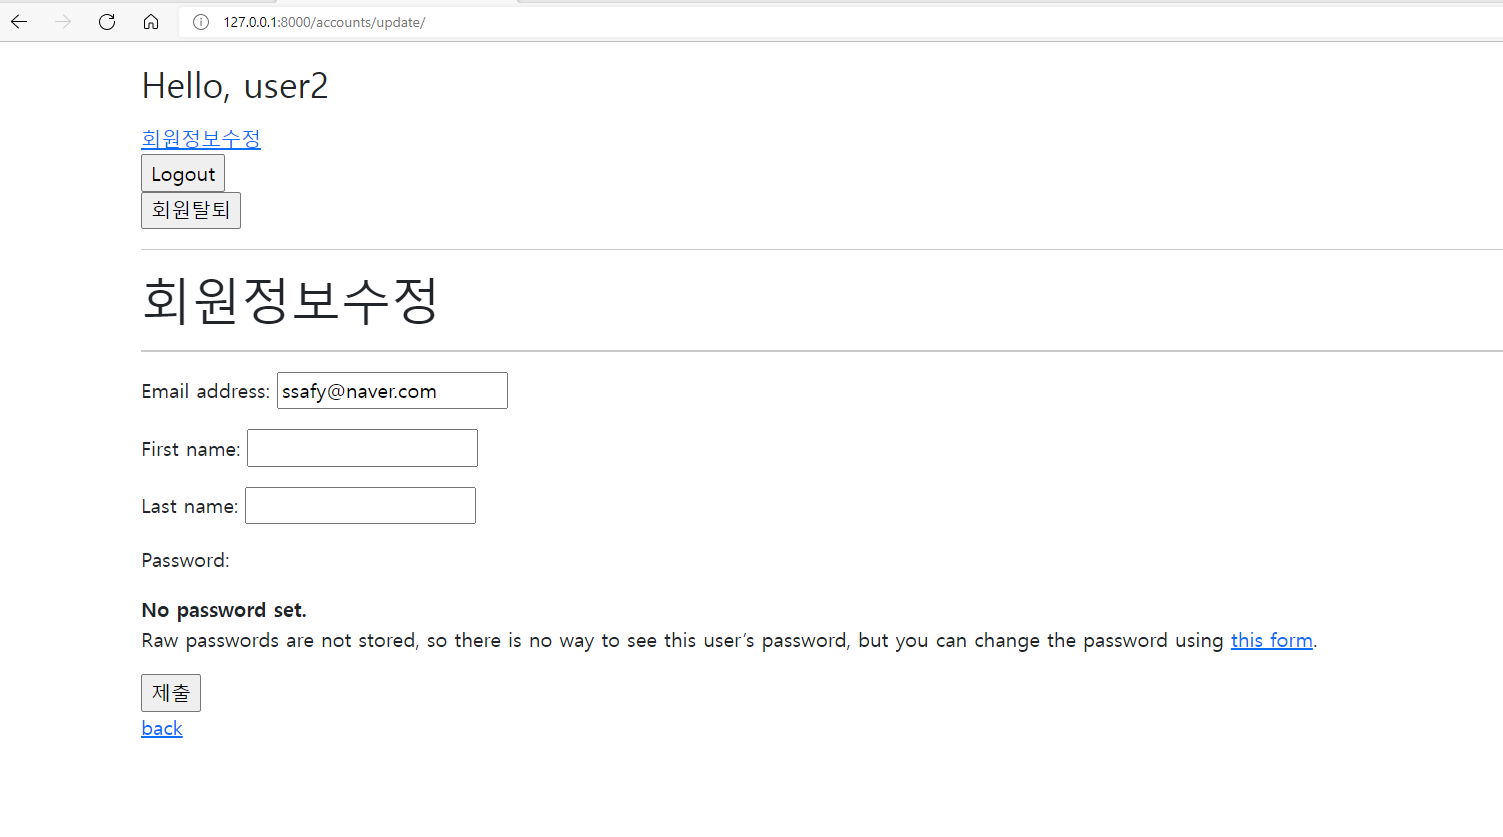 127.0.0.1:8000/accounts/update/
Hello, user2
회원정보수정
Logout
회원탈퇴
회원정보수정
Email address: ssafy@naver.com
First name:
Last name:
Password:
No password set.
Raw passwords are not stored, so there is no way to see this user’s password, but you can change the password using this form.
제출
back